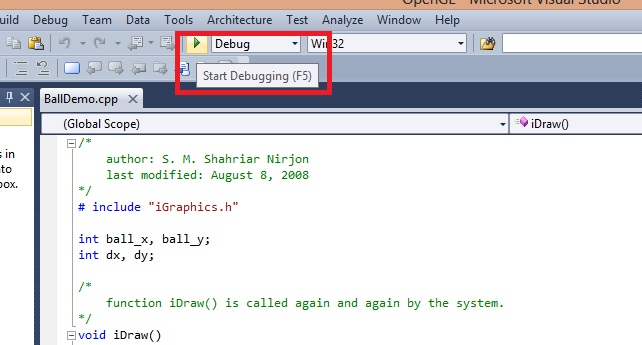 OpenGL - Microsoft Visual Studio
uild Debug Team Data Tools Architecture Test Analyze Window Help
Debug Win32
Start Debugging (F5)
BallDemo.cpp
(Global Scope) iDraw()
s in
nto
box.
/*
author: S. M. Shahriar Nirjon
last modified: August 8, 2008
*/
# include "iGraphics.h"
int ball_x, ball_y;
int dx, dy;
/*
function iDraw() is called again and again by the system.
*/
void iDraw()